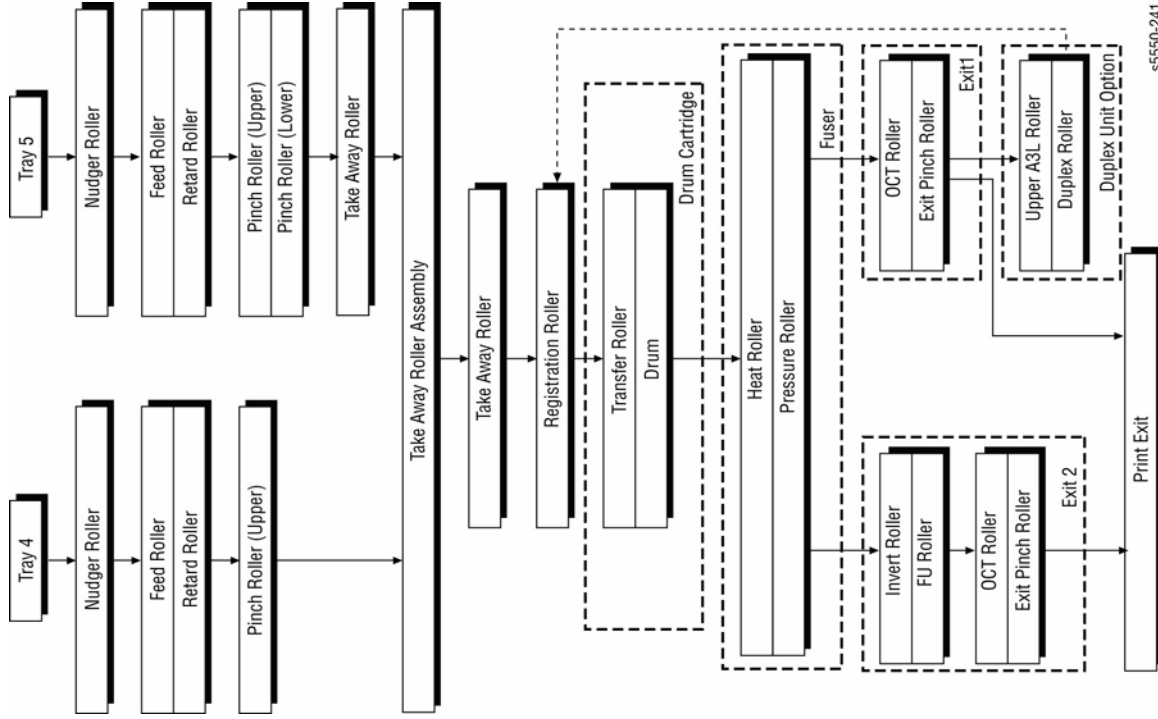 Tray 4
Nudger Roller
Feed Roller
Retard Roller
Pinch Roller (Upper)
Tray 5
Nudger Roller
Feed Roller
Retard Roller
Pinch Roller (Upper)
Pinch Roller (Lower)
Take Away Roller
Take Away Roller Assembly
Take Away Roller
Registration Roller
Transfer Roller
Drum
Drum Cartridge
Heat Roller
Pressure Roller
Fuser
Invert Roller
FU Roller
OCT Roller
Exit Pinch Roller
Exit 2
OCT Roller
Exit Pinch Roller
Exit1
Upper A3L Roller
Duplex Roller
Duplex Unit Option
Print Exit
s5550-241